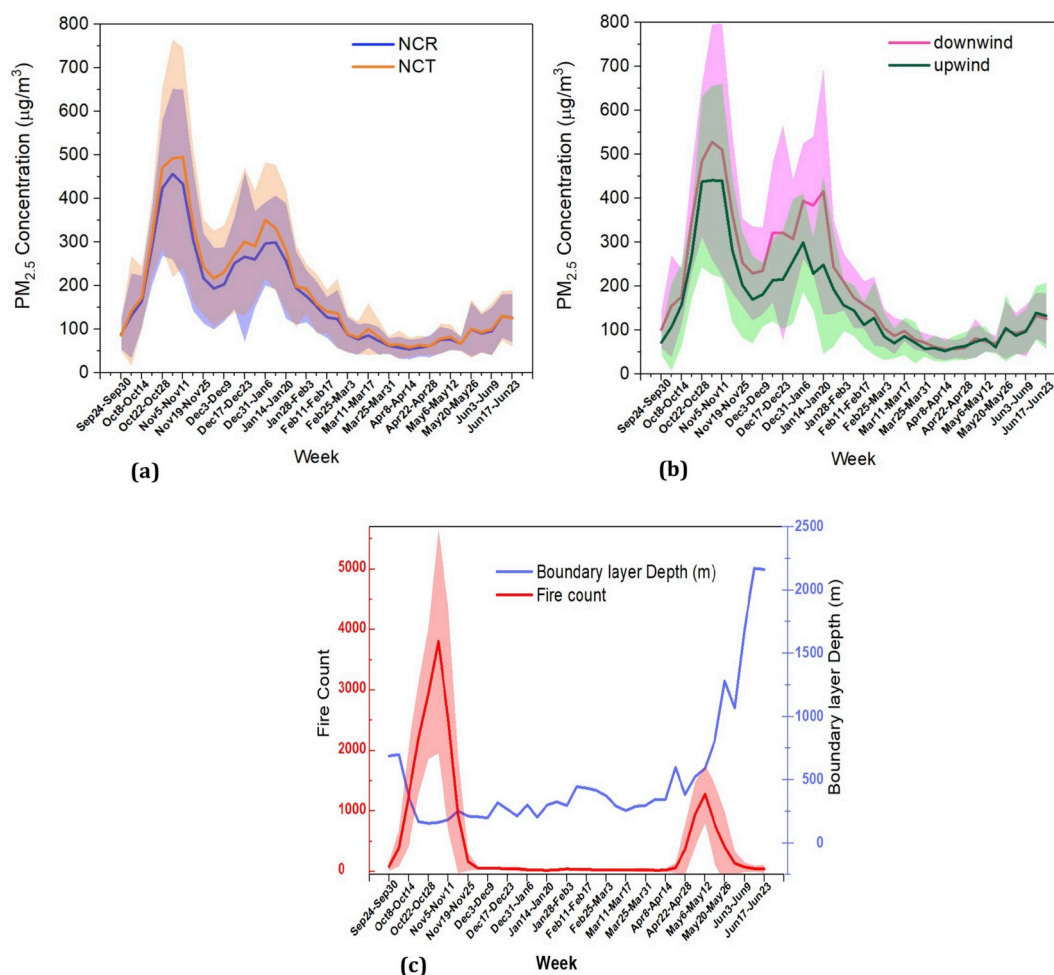 800
700
600
500
400
300
200
100
0
PM2.5 Concentration (µg/m³)
NCR
NCT
Sep24-Sep30
Oct8-Oct14
Oct22-Oct28
Nov5-Nov11
Nov19-Nov25
Dec3-Dec9
Dec17-Dec23
Dec31-Jan6
Jan14-Jan20
Jan28-Feb3
Feb11-Feb17
Feb25-Mar3
Mar11-Mar17
Mar25-Mar31
Apr8-Apr14
Apr22-Apr28
May6-May12
May20-May26
Jun3-Jun9
Jun17-Jun23
Week
(a)
800
700
600
500
400
300
200
100
0
PM2.5 Concentration (µg/m³)
downwind
upwind
Sep24-Sep30
Oct8-Oct14
Oct22-Oct28
Nov5-Nov11
Nov19-Nov25
Dec3-Dec9
Dec17-Dec23
Dec31-Jan6
Jan14-Jan20
Jan28-Feb3
Feb11-Feb17
Feb25-Mar3
Mar11-Mar17
Mar25-Mar31
Apr8-Apr14
Apr22-Apr28
May6-May12
May20-May26
Jun3-Jun9
Jun17-Jun23
Week
(b)
5000
4000
3000
2000
1000
0
Fire Count
Boundary layer Depth (m)
Fire count
2500
2000
1500
1000
500
0
Boundary layer Depth (m)
Sep24-Sep30
Oct8-Oct14
Oct22-Oct28
Nov5-Nov11
Nov19-Nov25
Dec3-Dec9
Dec17-Dec23
Dec31-Jan6
Jan14-Jan20
Jan28-Feb3
Feb11-Feb17
Feb25-Mar3
Mar11-Mar17
Mar25-Mar31
Apr8-Apr14
Apr22-Apr28
May6-May12
May20-May26
Jun3-Jun9
Jun17-Jun23
(c)
Week